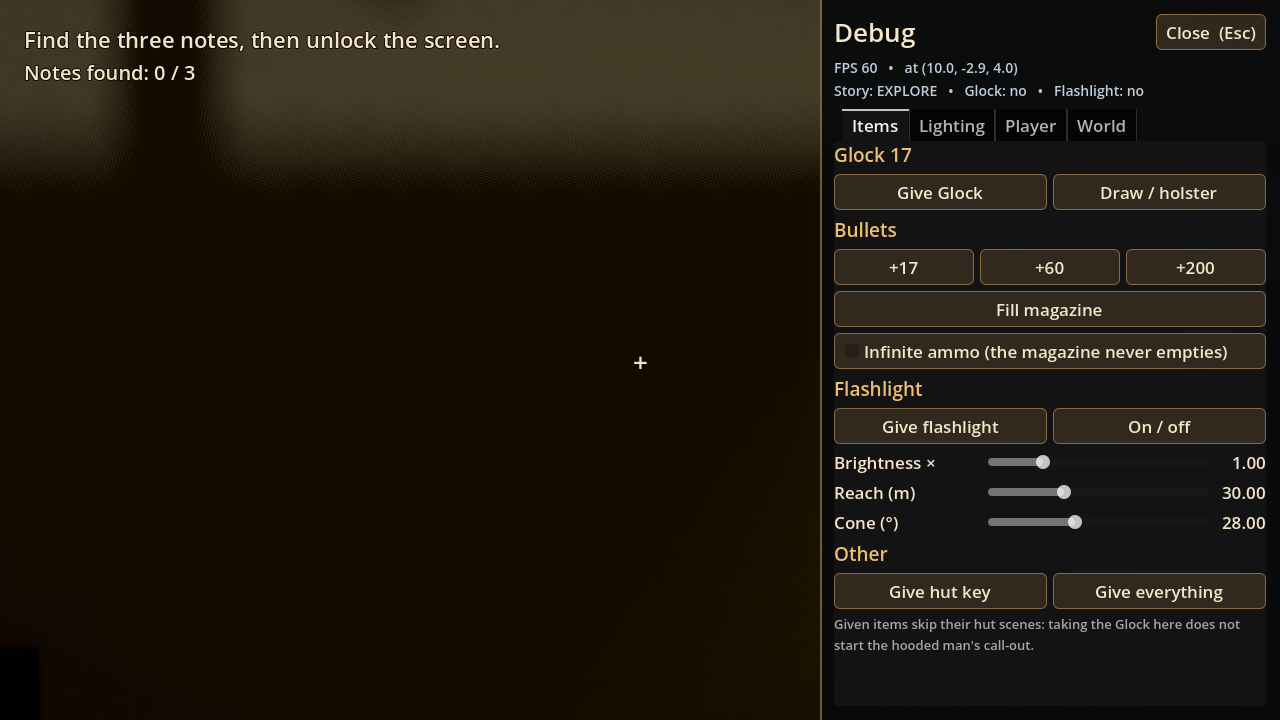 Find the three notes, then unlock the screen.
Notes found: 0 / 3
Debug
Close (Esc)
FPS 60 • at (10.0, -2.9, 4.0)
Story: EXPLORE • Glock: no • Flashlight: no
Items Lighting Player World
Glock 17
Give Glock Draw / holster
Bullets
+17 +60 +200
Fill magazine
Infinite ammo (the magazine never empties)
Flashlight
Give flashlight On / off
Brightness × 1.00
Reach (m) 30.00
Cone (°) 28.00
Other
Give hut key Give everything
Given items skip their hut scenes: taking the Glock here does not
start the hooded man's call-out.